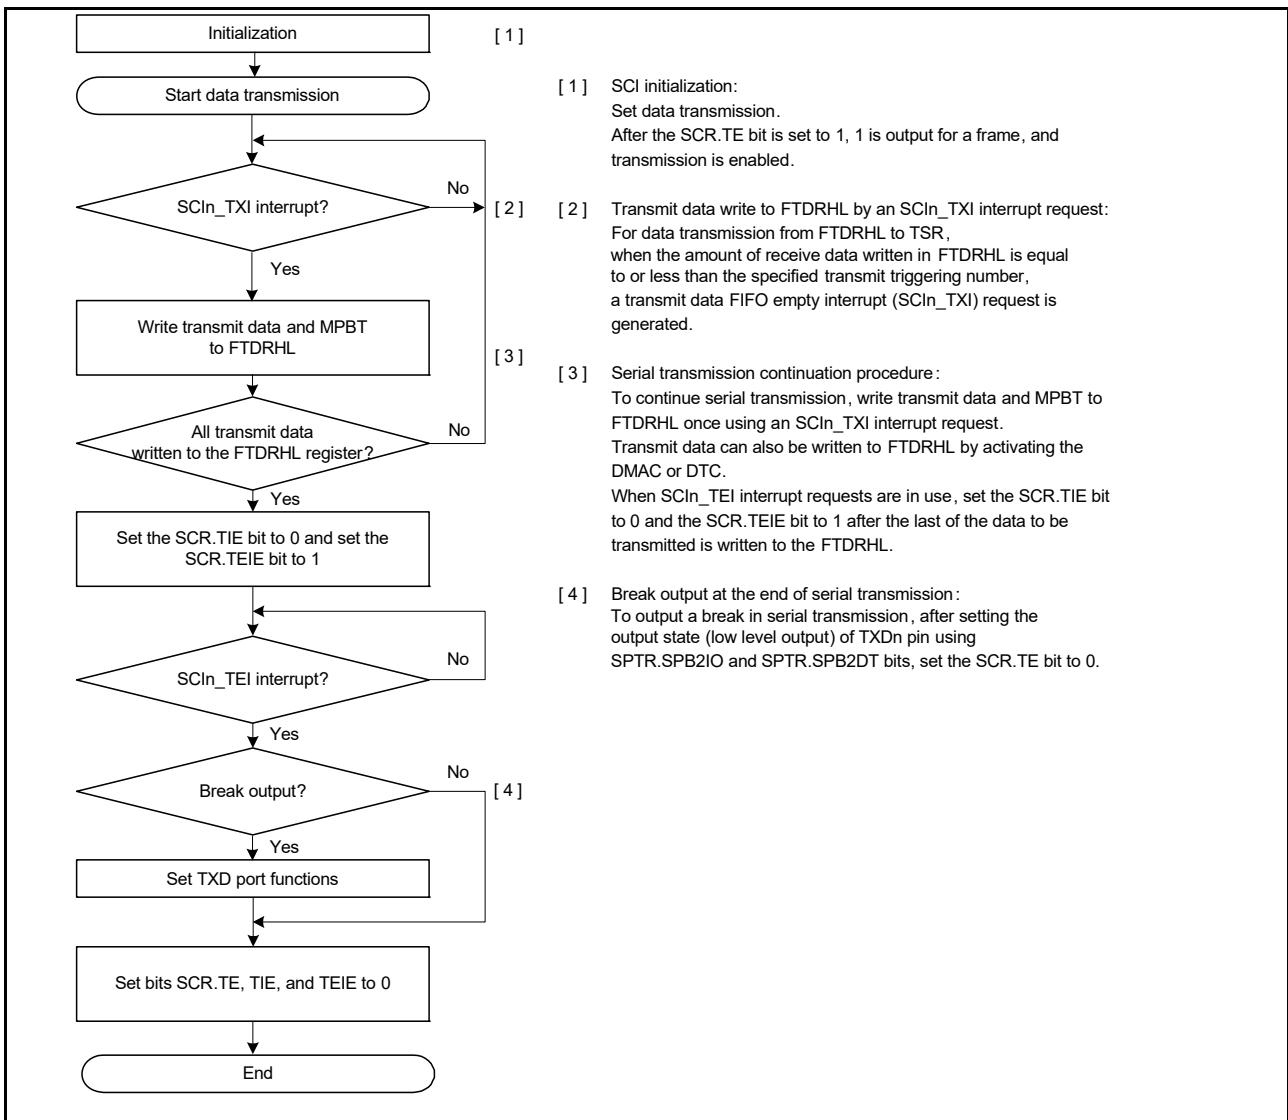 Initialization
[ 1 ]
Start data transmission
SCIn_TXI interrupt?
No
[ 2 ]
Yes
Write transmit data and MPBT
to FTDRHL
[ 3 ]
All transmit data
written to the FTDRHL register?
No
Yes
Set the SCR.TIE bit to 0 and set the
SCR.TEIE bit to 1
SCIn_TEI interrupt?
No
Yes
Break output?
No
[ 4 ]
Yes
Set TXD port functions
Set bits SCR.TE, TIE, and TEIE to 0
End
[ 1 ] SCI initialization:
Set data transmission.
After the SCR.TE bit is set to 1, 1 is output for a frame, and
transmission is enabled.
[ 2 ] Transmit data write to FTDRHL by an SCIn_TXI interrupt request:
For data transmission from FTDRHL to TSR,
when the amount of receive data written in FTDRHL is equal
to or less than the specified transmit triggering number,
a transmit data FIFO empty interrupt (SCIn_TXI) request is
generated.
[ 3 ] Serial transmission continuation procedure:
To continue serial transmission, write transmit data and MPBT to
FTDRHL once using an SCIn_TXI interrupt request.
Transmit data can also be written to FTDRHL by activating the
DMAC or DTC.
When SCIn_TEI interrupt requests are in use, set the SCR.TIE bit
to 0 and the SCR.TEIE bit to 1 after the last of the data to be
transmitted is written to the FTDRHL.
[ 4 ] Break output at the end of serial transmission:
To output a break in serial transmission, after setting the
output state (low level output) of TXDn pin using
SPTR.SPB2IO and SPTR.SPB2DT bits, set the SCR.TE bit to 0.